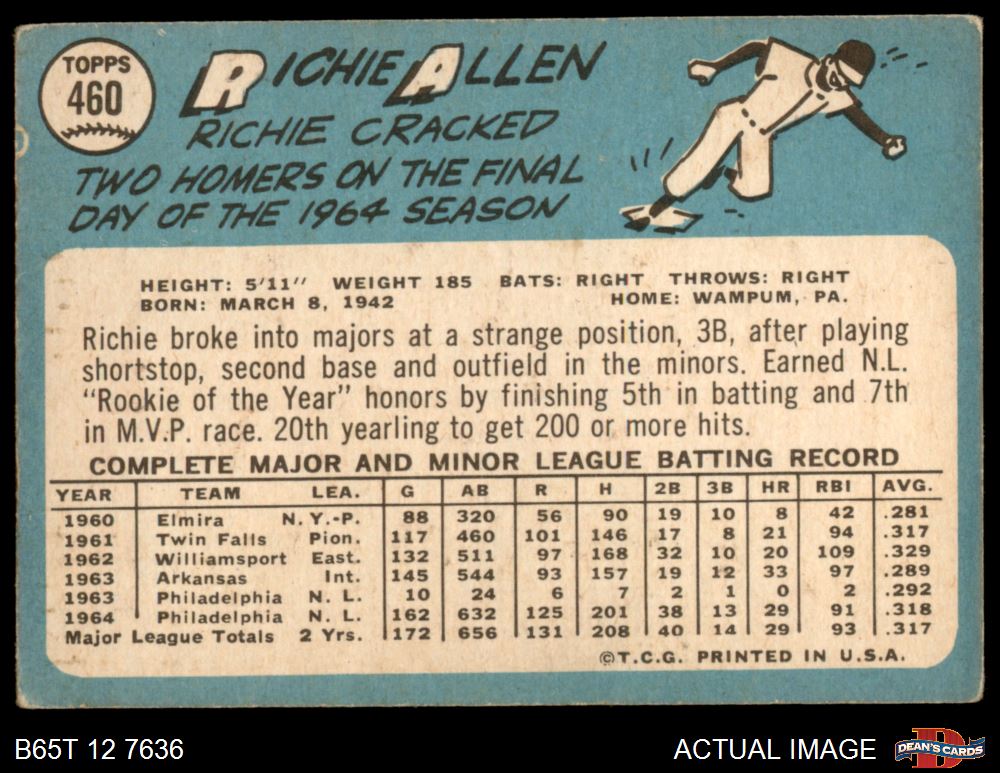 TOPPS
460
RICHIE ALLEN
RICHIE CRACKED
TWO HOMERS ON THE FINAL
DAY OF THE 1964 SEASON
HEIGHT: 5'11" WEIGHT 185 BATS: RIGHT THROWS: RIGHT
BORN: MARCH 8, 1942 HOME: WAMPUM, PA.
Richie broke into majors at a strange position, 3B, after playing
shortstop, second base and outfield in the minors. Earned N.L.
"Rookie of the Year" honors by finishing 5th in batting and 7th
in M.V.P. race. 20th yearling to get 200 or more hits.
COMPLETE MAJOR AND MINOR LEAGUE BATTING RECORD
YEAR TEAM LEA. G AB R H 2B 3B HR RBI AVG.
1960 Elmira N.Y.-P. 88 320 56 90 19 10 8 42 .281
1961 Twin Falls Pion. 117 460 101 146 17 8 21 94 .317
1962 Williamsport East. 132 511 97 168 32 10 20 109 .329
1963 Arkansas Int. 145 544 93 157 19 12 33 97 .289
1963 Philadelphia N. L. 10 24 6 7 2 1 0 2 .292
1964 Philadelphia N. L. 162 632 125 201 38 13 29 91 .318
Major League Totals 2 Yrs. 172 656 131 208 40 14 29 93 .317
©T.C.G. PRINTED IN U.S.A.
B65T 12 7636
ACTUAL IMAGE
DEAN'S CARDS